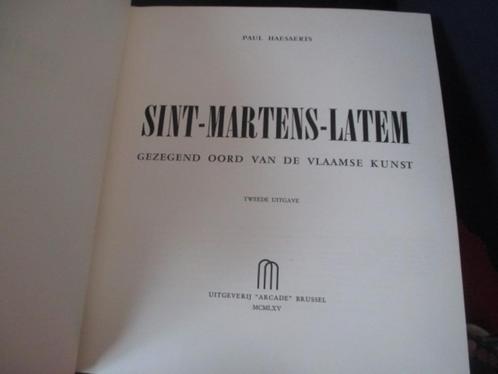 PAUL HAESAERTS
SINT-MARTENS-LATEM
GEZEGEND OORD VAN DE VLAAMSE KUNST
TWEEDE UITGAVE
UITGEVERIJ "ARCADE" BRUSSEL
MCMLXV